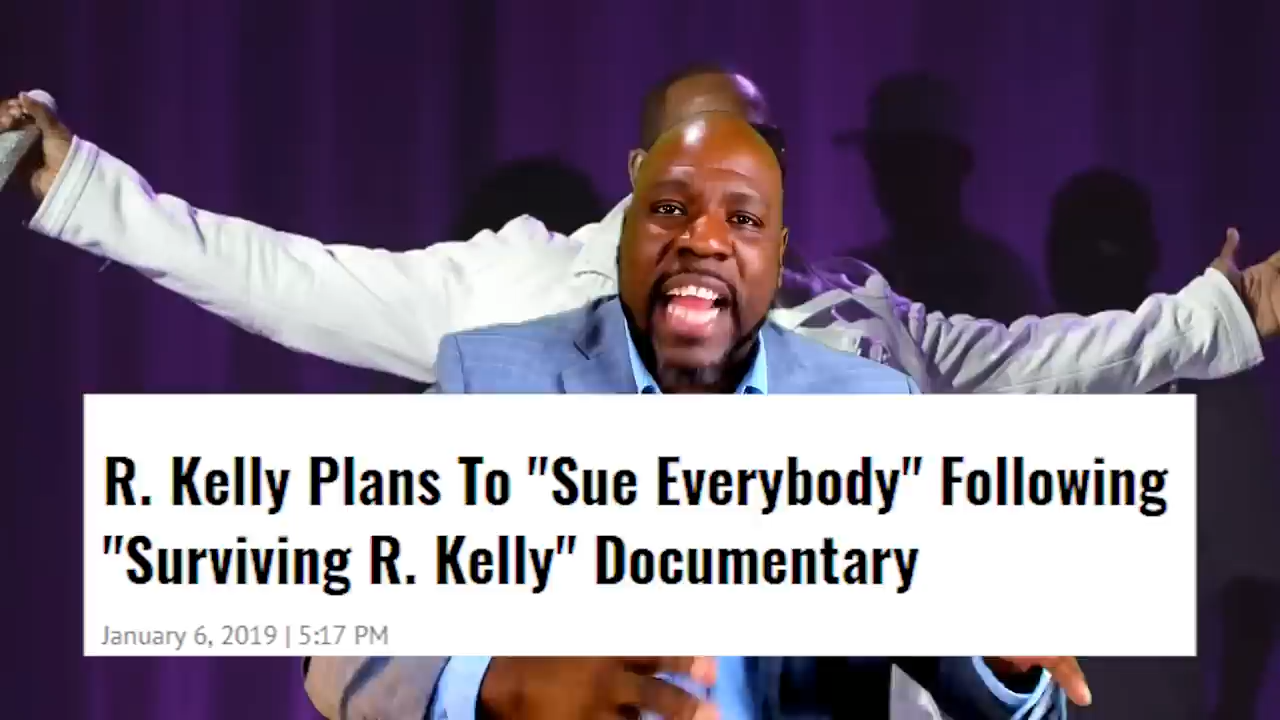 R. Kelly Plans To "Sue Everybody" Following
"Surviving R. Kelly" Documentary
January 6, 2019 | 5:17 PM